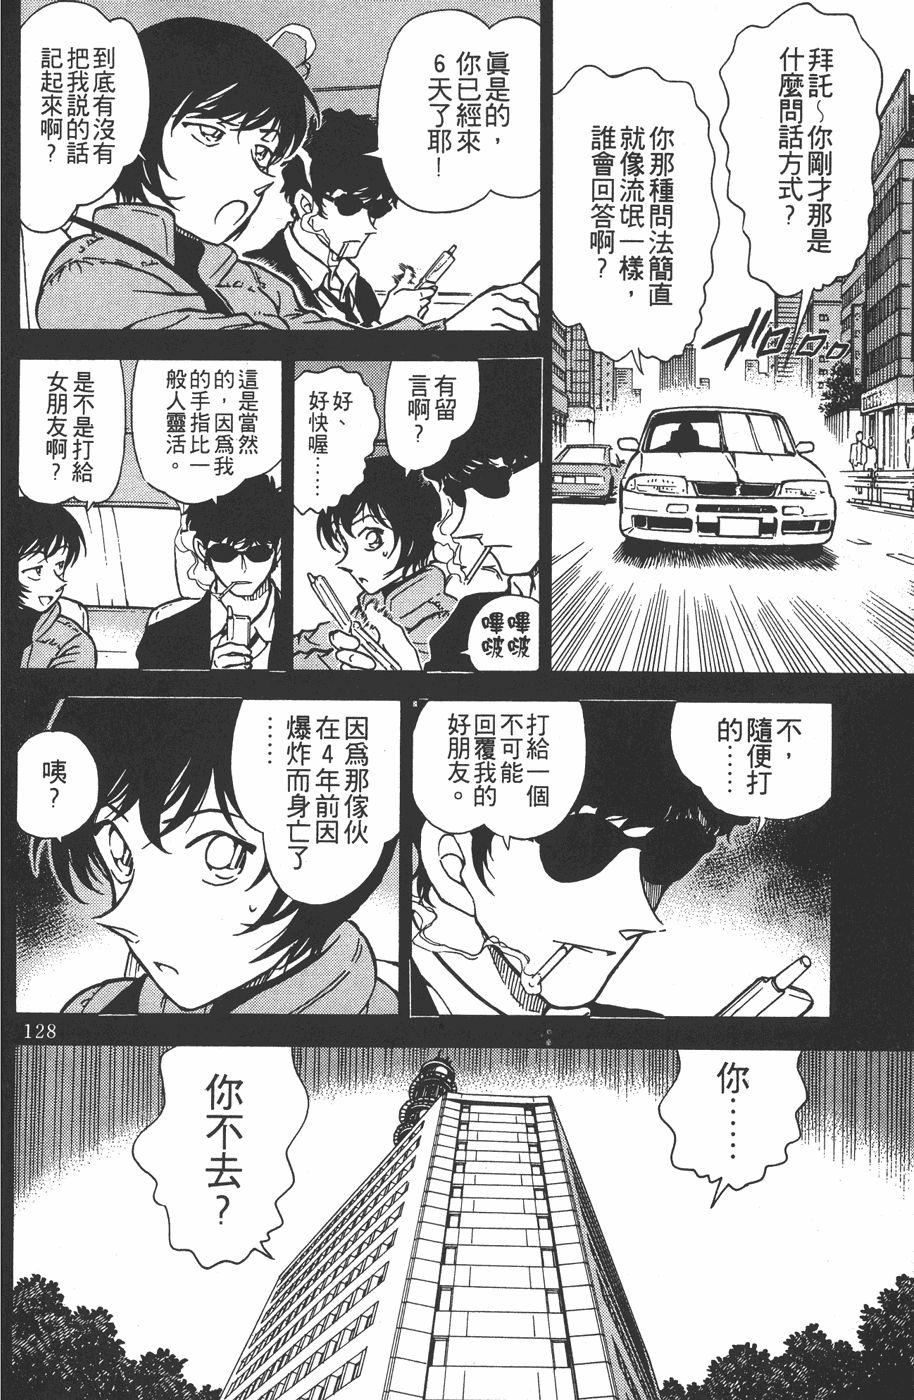 拜託～你剛才那是
什麼問話方式？
你那種問法簡直
就像流氓一樣，
誰會回答啊？
眞是的，
你已經來
6天了耶！
到底有沒有
把我說的話
記起來啊？
有留
言啊？
嗶啵
嗶啵
好、
好快喔……
這是當然
的，因爲我
的手指比一
般人靈活。
是不是打給
女朋友啊？
不，
隨便打
的……
打給一個
不可能
回覆我的
好朋友。
因爲那傢伙
在4年前因
爆炸而身亡了
……
咦？
128
你……
你不去？